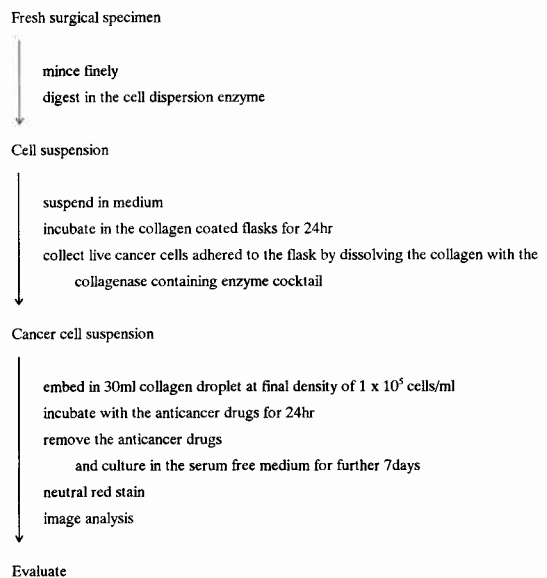 Fresh surgical specimen
mince finely
digest in the cell dispersion enzyme
Cell suspension
suspend in medium
incubate in the collagen coated flasks for 24hr
collect live cancer cells adhered to the flask by dissolving the collagen with the
collagenase containing enzyme cocktail
Cancer cell suspension
embed in 30ml collagen droplet at final density of 1 x 10⁵ cells/ml
incubate with the anticancer drugs for 24hr
remove the anticancer drugs
and culture in the serum free medium for further 7days
neutral red stain
image analysis
Evaluate